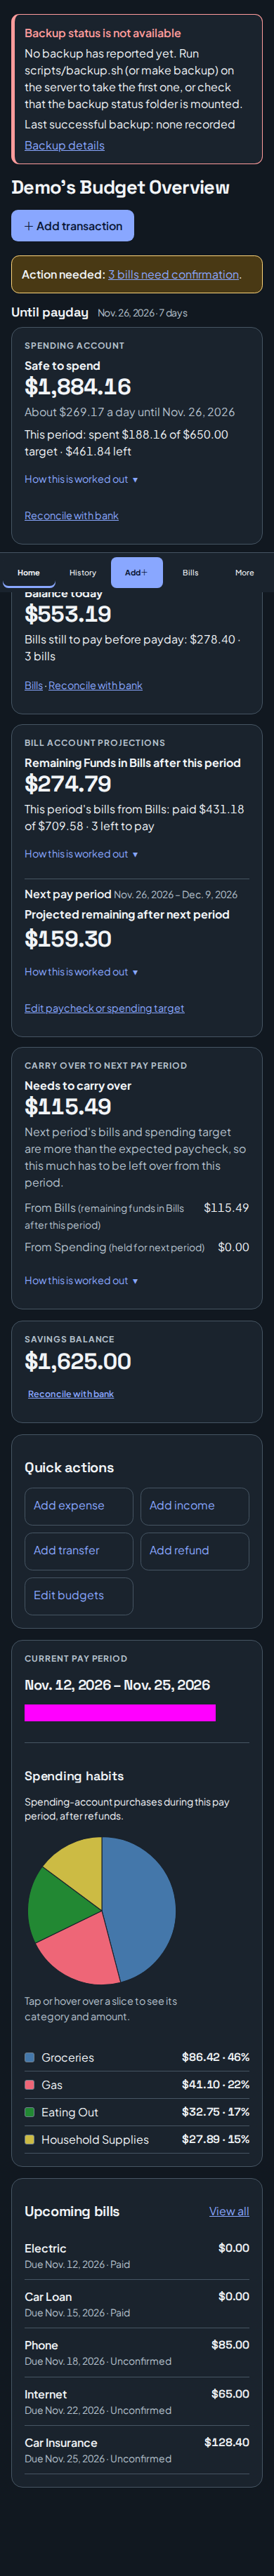 Backup status is not available
No backup has reported yet. Run
scripts/backup.sh (or make backup) on
the server to take the first one, or check
that the backup status folder is mounted.
Last successful backup: none recorded
Backup details
Demo's Budget Overview
+ Add transaction
Action needed: 3 bills need confirmation.
Until payday Nov. 26, 2026 · 7 days
SPENDING ACCOUNT
Safe to spend
$1,884.16
About $269.17 a day until Nov. 26, 2026
This period: spent $188.16 of $650.00
target · $461.84 left
How this is worked out ▼
Reconcile with bank
Home History Add+ Bills More
Balance today
$553.19
Bills still to pay before payday: $278.40 ·
3 bills
Bills · Reconcile with bank
BILL ACCOUNT PROJECTIONS
Remaining Funds in Bills after this period
$274.79
This period's bills from Bills: paid $431.18
of $709.58 · 3 left to pay
How this is worked out ▼
Next pay period Nov. 26, 2026 – Dec. 9, 2026
Projected remaining after next period
$159.30
How this is worked out ▼
Edit paycheck or spending target
CARRY OVER TO NEXT PAY PERIOD
Needs to carry over
$115.49
Next period's bills and spending target
are more than the expected paycheck, so
this much has to be left over from this
period.
From Bills (remaining funds in Bills $115.49
after this period)
From Spending (held for next period) $0.00
How this is worked out ▼
SAVINGS BALANCE
$1,625.00
Reconcile with bank
Quick actions
Add expense Add income
Add transfer Add refund
Edit budgets
CURRENT PAY PERIOD
Nov. 12, 2026 – Nov. 25, 2026
Spending habits
Spending-account purchases during this pay
period, after refunds.
Tap or hover over a slice to see its
category and amount.
Groceries $86.42 · 46%
Gas $41.10 · 22%
Eating Out $32.75 · 17%
Household Supplies $27.89 · 15%
Upcoming bills View all
Electric $0.00
Due Nov. 12, 2026 · Paid
Car Loan $0.00
Due Nov. 15, 2026 · Paid
Phone $85.00
Due Nov. 18, 2026 · Unconfirmed
Internet $65.00
Due Nov. 22, 2026 · Unconfirmed
Car Insurance $128.40
Due Nov. 25, 2026 · Unconfirmed